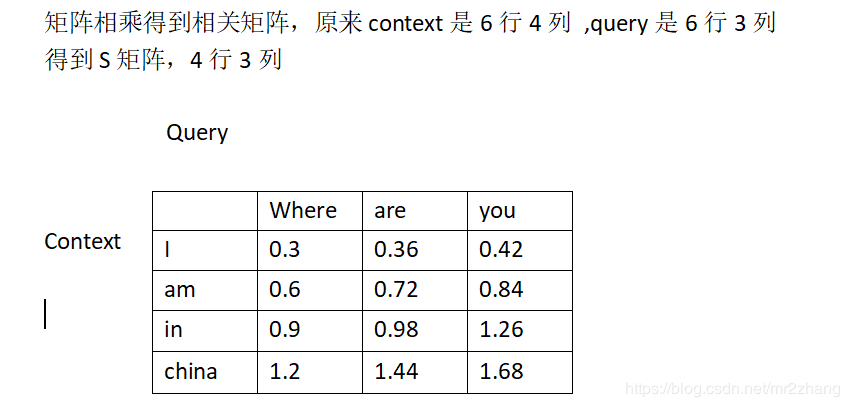 矩阵相乘得到相关矩阵，原来 context 是 6 行 4 列 ,query 是 6 行 3 列
得到 S 矩阵，4 行 3 列
Query
Where are you
Context
I 0.3 0.36 0.42
am 0.6 0.72 0.84
in 0.9 0.98 1.26
china 1.2 1.44 1.68
https://blog.csdn.net/mr2zhang